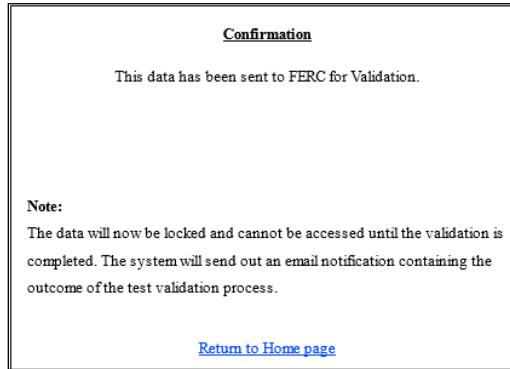 Confirmation
This data has been sent to FERC for Validation.
Note:
The data will now be locked and cannot be accessed until the validation is
completed. The system will send out an email notification containing the
outcome of the test validation process.
Return to Home page